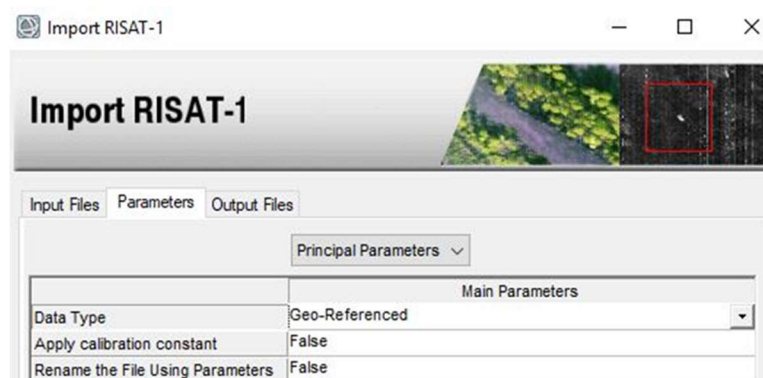 Import RISAT-1
Import RISAT-1
Input Files Parameters Output Files
Principal Parameters
Main Parameters
Data Type Geo-Referenced
Apply calibration constant False
Rename the File Using Parameters False